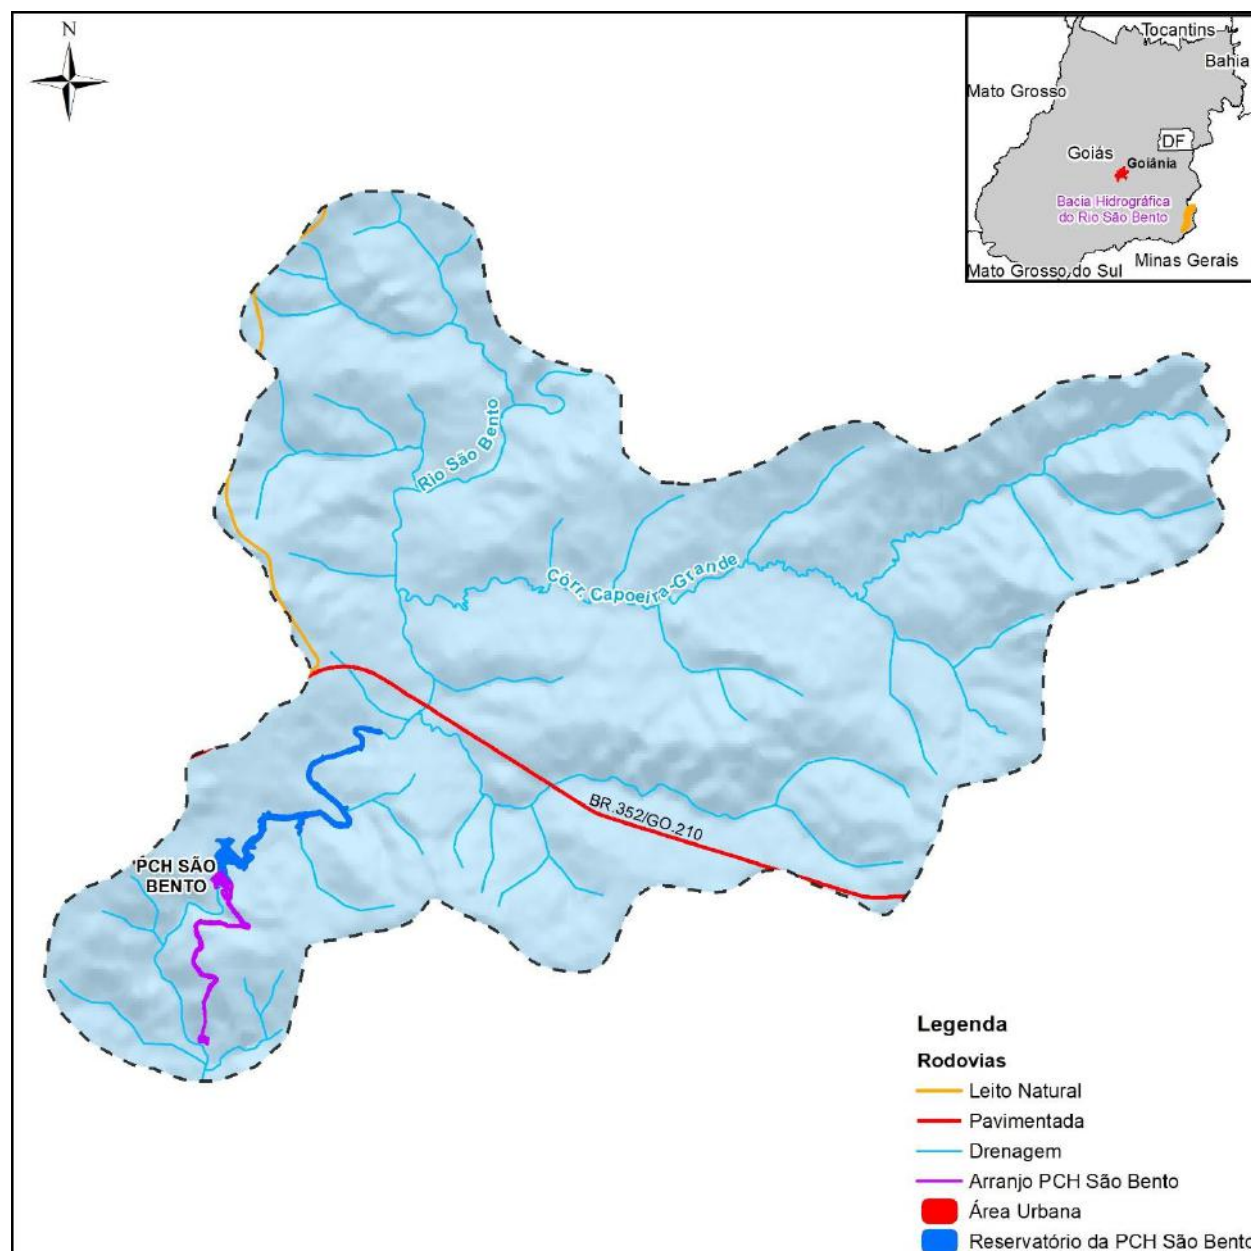 N
Tocantins
Bahia
Mato Grosso
DF
Goiás
Goiânia
Bacia Hidrográfica
do Rio São Bento
Minas Gerais
Mato Grosso do Sul
Rio São Bento
Córr. Capoeira-Grande
BR.352/GO.210
PCH SÃO
BENTO
Legenda
Rodovias
Leito Natural
Pavimentada
Drenagem
Arranjo PCH São Bento
Área Urbana
Reservatório da PCH São Bento